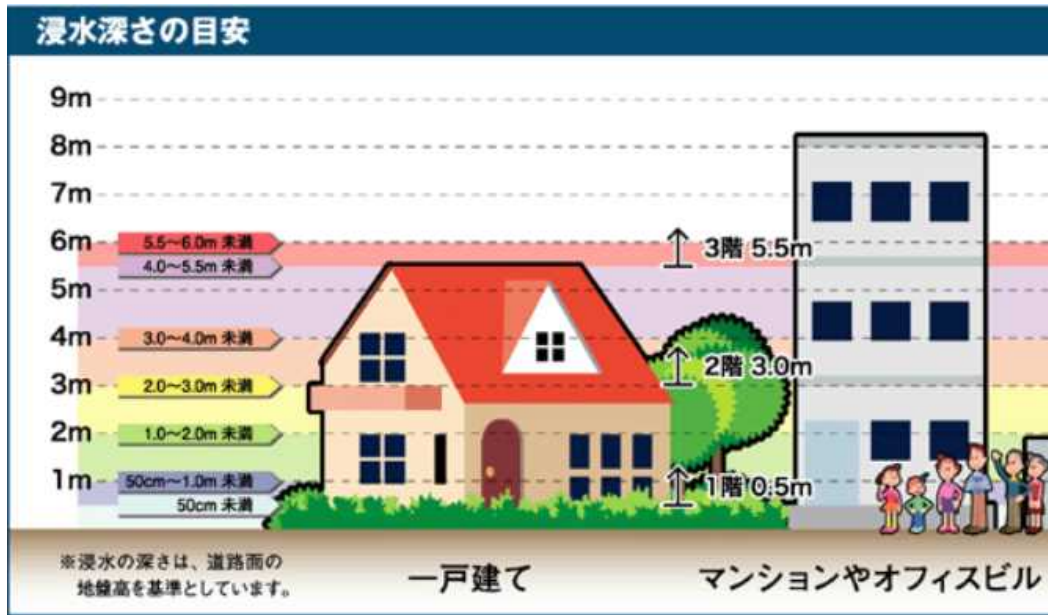 浸水深さの目安
9m
8m
7m
6m
5.5～6.0m 未満
4.0～5.5m 未満
3階 5.5m
5m
4m
3.0～4.0m 未満
2階 3.0m
3m
2.0～3.0m 未満
2m
1.0～2.0m 未満
1m
50cm～1.0m 未満
1階 0.5m
50cm 未満
※浸水の深さは、道路面の
地盤高を基準としています。
一戸建て
マンションやオフィスビル